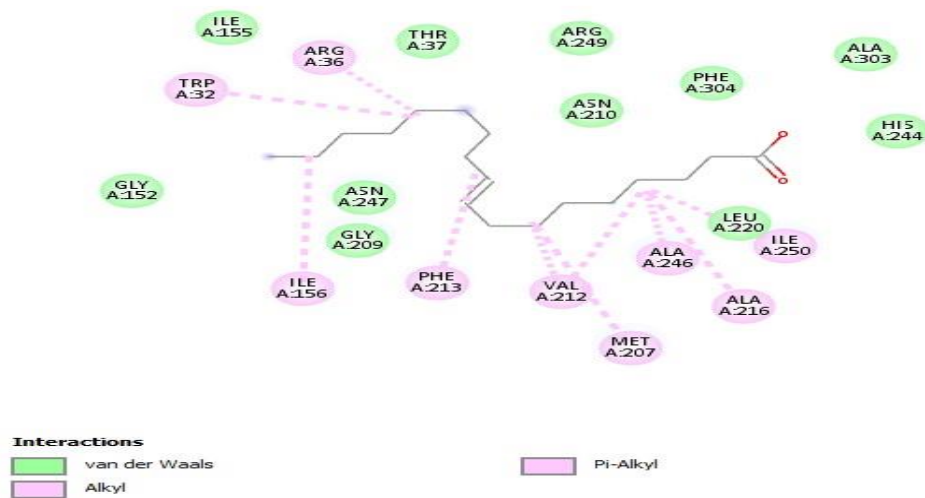 ILE
A:155
ARG
A:36
THR
A:37
ARG
A:249
ALA
A:303
TRP
A:32
PHE
A:304
ASN
A:210
HIS
A:244
GLY
A:152
ASN
A:247
GLY
A:209
LEU
A:220
ILE
A:250
ALA
A:246
ILE
A:156
PHE
A:213
VAL
A:212
ALA
A:216
MET
A:207
O
O
Interactions
van der Waals
Alkyl
Pi-Alkyl